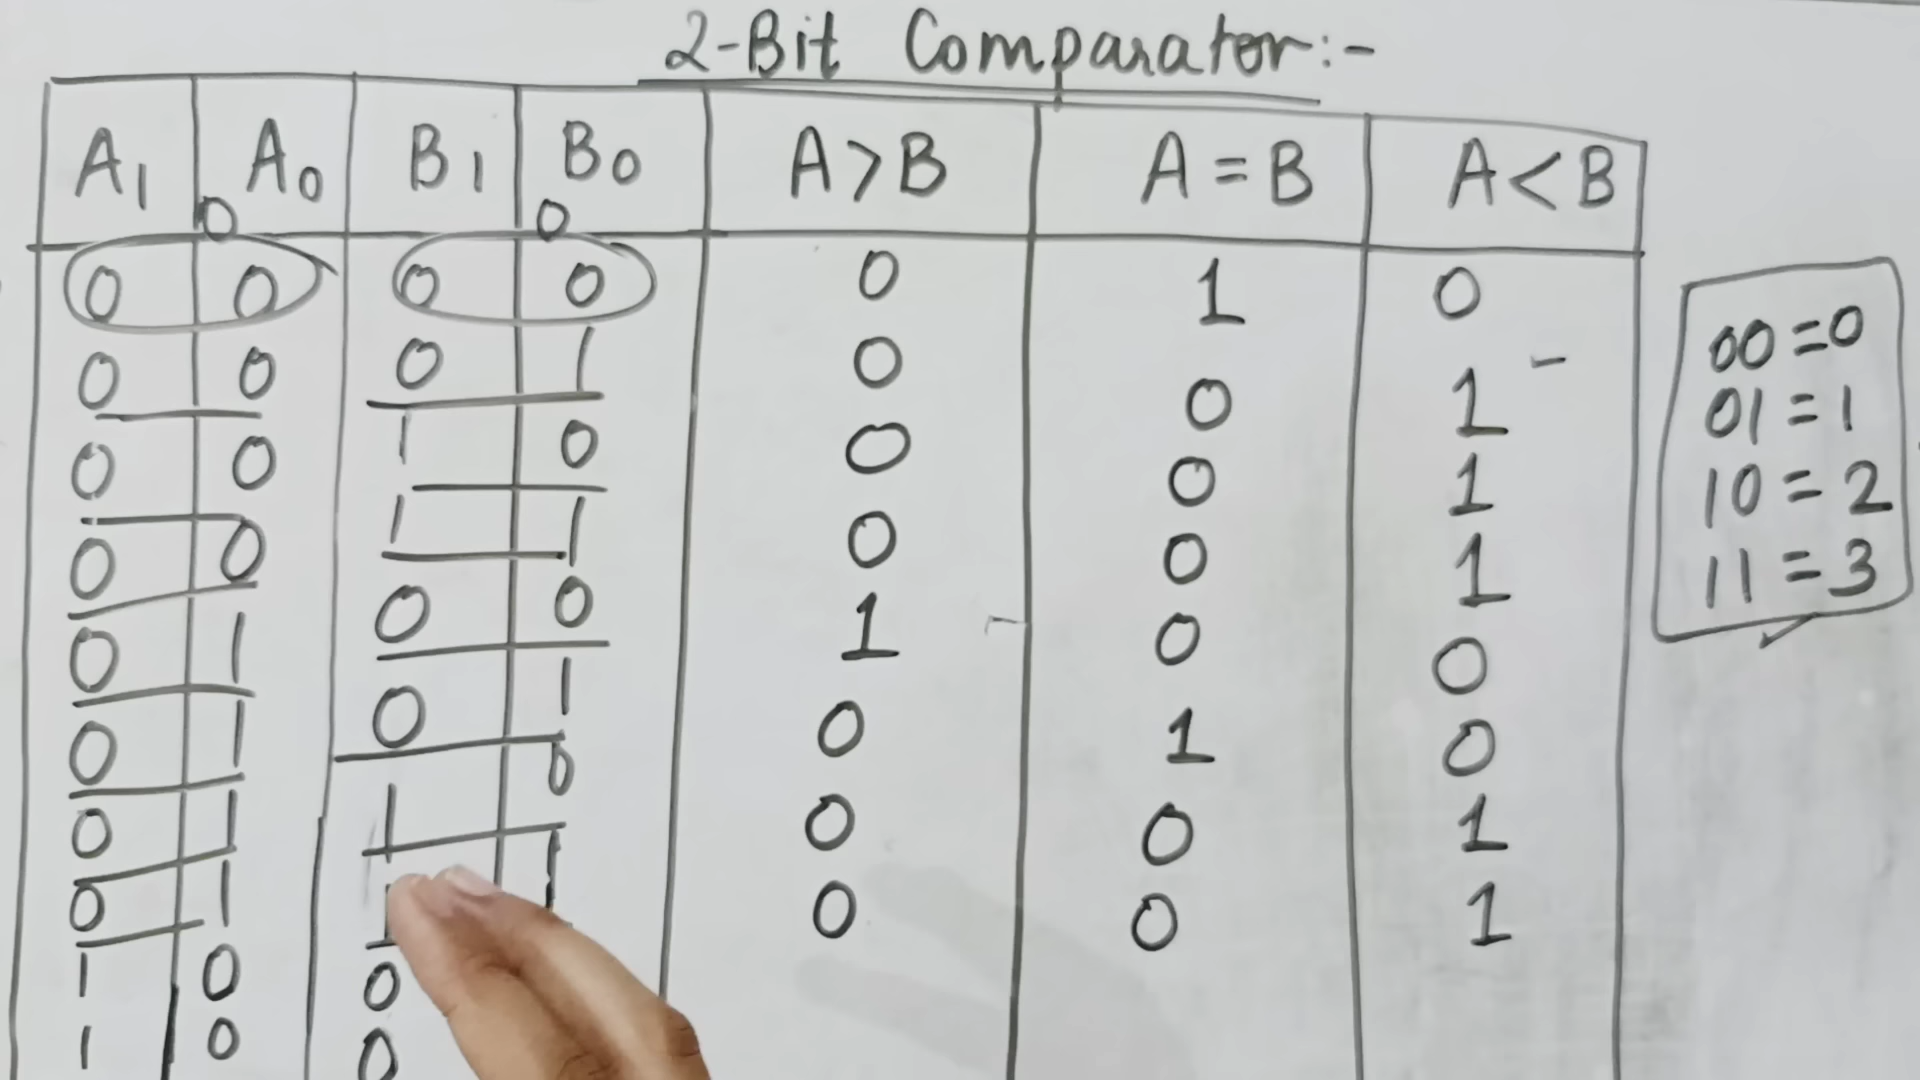 2-Bit Comparator:-
A1 A0 B1 B0 A>B A=B A<B
0 0
0 0 0 0 0 1 0
0 0 0 1 0 0 1 -
0 0 1 0 0 0 1
0 0 1 1 0 0 1
0 1 0 0 1 0 0
0 1 0 1 0 1 0
0 1 1 0 0 0 1
0 1 1 1 0 0 1
1 0 0
1 0 0
00=0
01=1
10=2
11=3